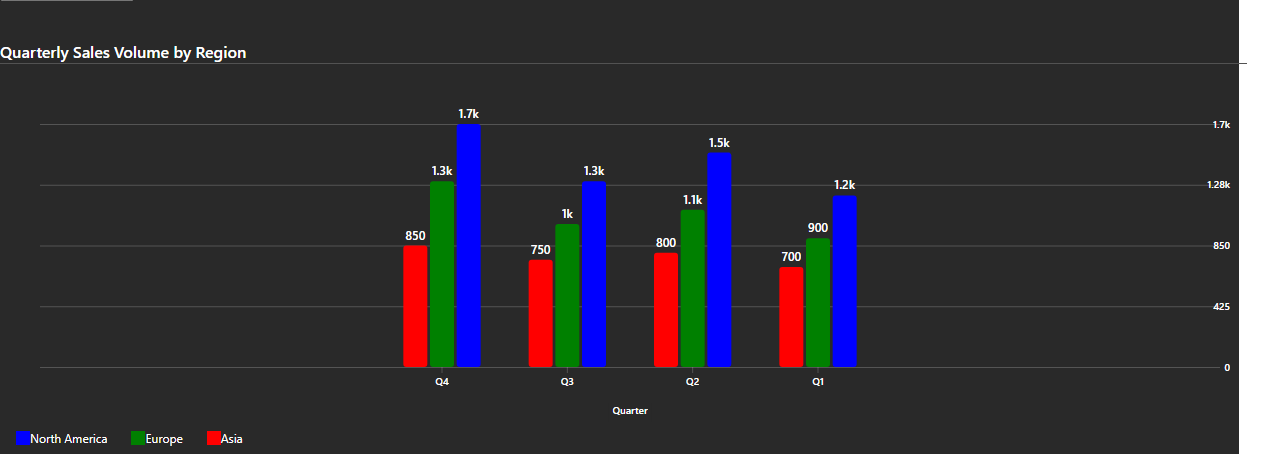 Quarterly Sales Volume by Region
1.7k
1.7k
1.5k
1.3k
1.3k
1.28k
1.2k
1.1k
1k
900
850
850
800
750
700
425
0
Q4 Q3 Q2 Q1
Quarter
North America Europe Asia